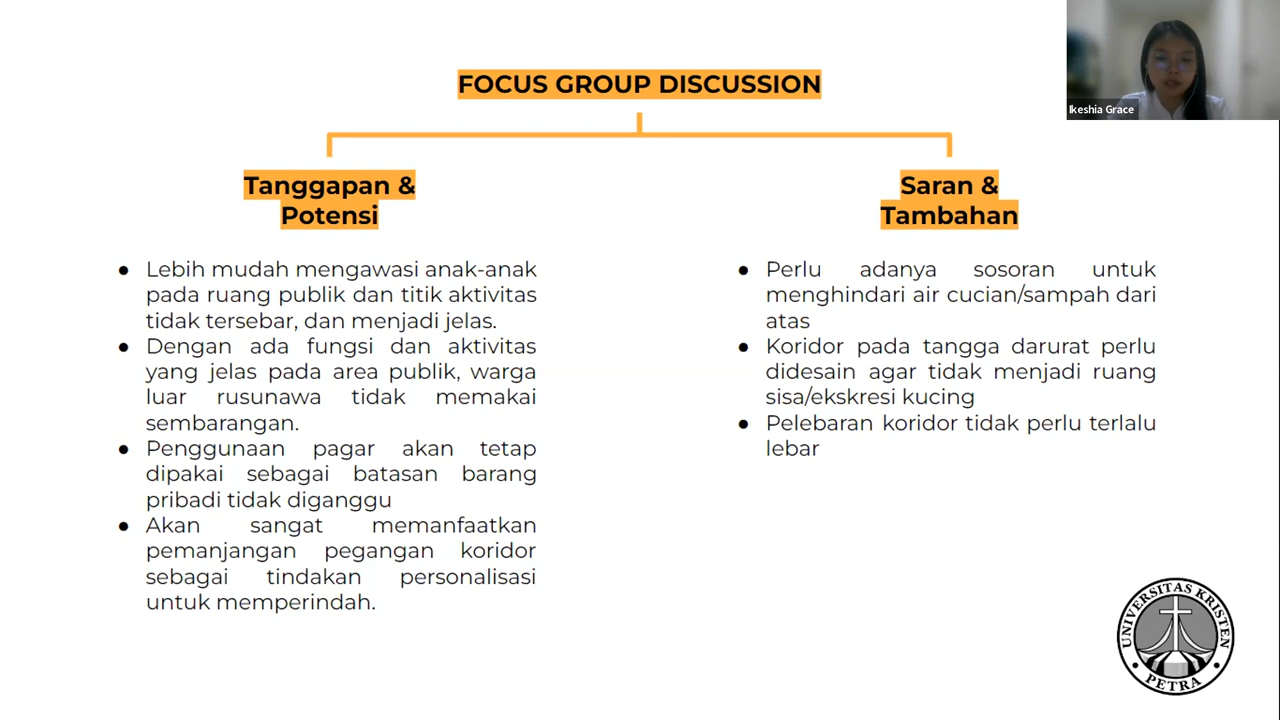 FOCUS GROUP DISCUSSION
Ikeshia Grace
Tanggapan &
Potensi
Lebih mudah mengawasi anak-anak
pada ruang publik dan titik aktivitas
tidak tersebar, dan menjadi jelas.
Dengan ada fungsi dan aktivitas
yang jelas pada area publik, warga
luar rusunawa tidak memakai
sembarangan.
Penggunaan pagar akan tetap
dipakai sebagai batasan barang
pribadi tidak diganggu
Akan sangat memanfaatkan
pemanjangan pegangan koridor
sebagai tindakan personalisasi
untuk memperindah.
Saran &
Tambahan
Perlu adanya sosoran untuk
menghindari air cucian/sampah dari
atas
Koridor pada tangga darurat perlu
didesain agar tidak menjadi ruang
sisa/ekskresi kucing
Pelebaran koridor tidak perlu terlalu
lebar
UNIVERSITAS KRISTEN
PETRA